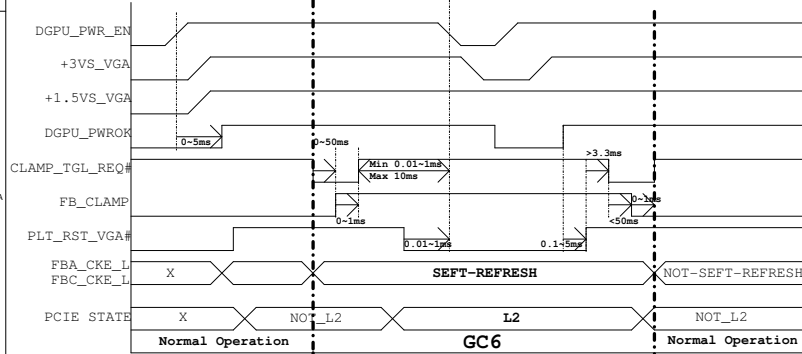 DGPU_PWR_EN
+3VS_VGA
+1.5VS_VGA
DGPU_PWROK
0~5ms
0~50ms
>3.3ms
CLAMP_TGL_REQ#
Min 0.01~1ms
Max 10ms
A
FB_CLAMP
0~1ms
0~1ms
<50ms
PLT_RST_VGA#
0.01~1ms
0.1~5ms
FBA_CKE_L
FBC_CKE_L
X
SEFT-REFRESH
NOT-SEFT-REFRESH
PCIE STATE
X
NOT_L2
L2
NOT_L2
Normal Operation
GC6
Normal Operation